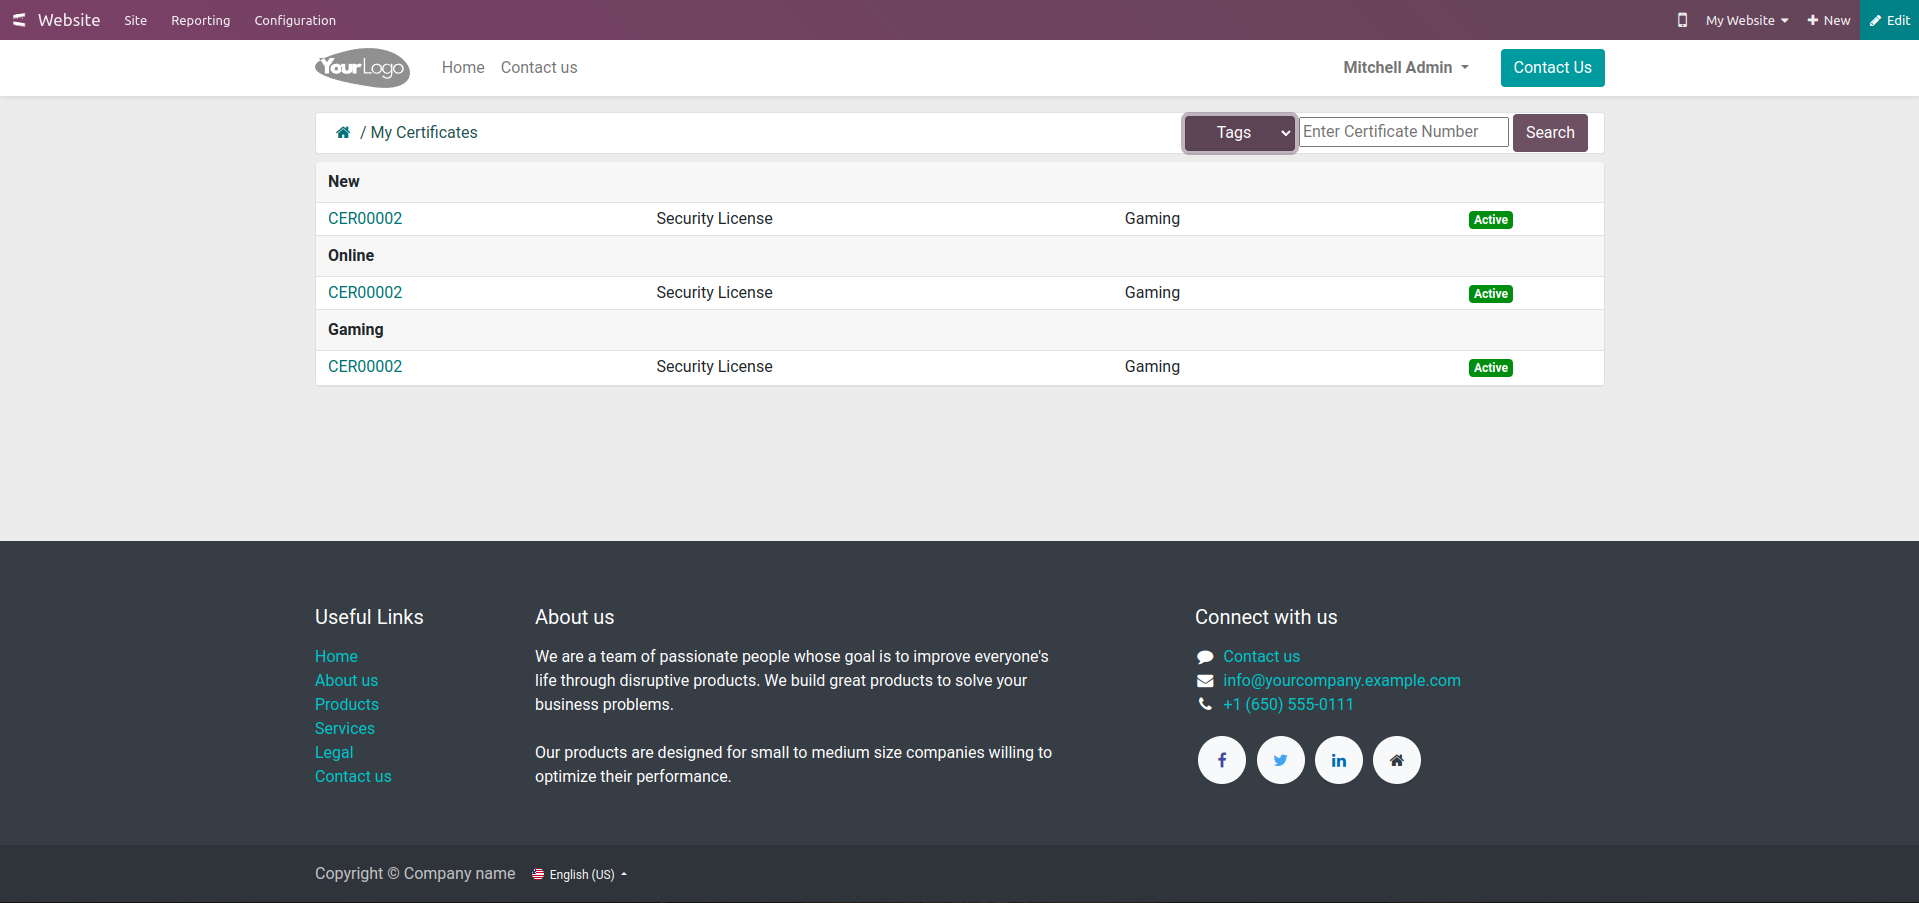 Website Site Reporting Configuration My Website New Edit
YourLogo Home Contact us Mitchell Admin Contact Us
/ My Certificates Tags Enter Certificate Number Search
New
CER00002 Security License Gaming Active
Online
CER00002 Security License Gaming Active
Gaming
CER00002 Security License Gaming Active
Useful Links
Home
About us
Products
Services
Legal
Contact us
About us
We are a team of passionate people whose goal is to improve everyone's
life through disruptive products. We build great products to solve your
business problems.
Our products are designed for small to medium size companies willing to
optimize their performance.
Connect with us
Contact us
info@yourcompany.example.com
+1 (650) 555-0111
Copyright © Company name English (US)